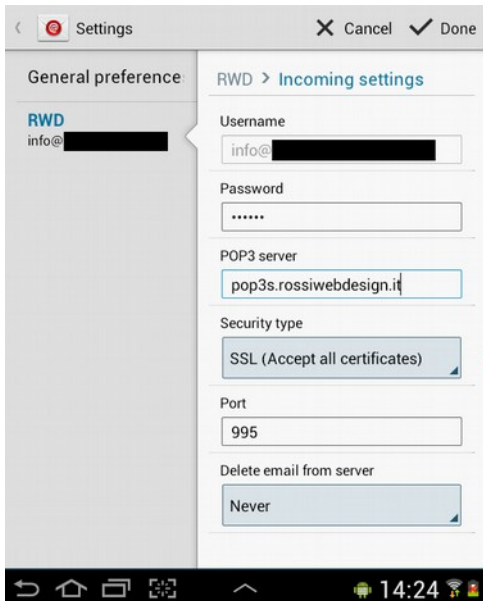 Settings
Cancel
Done
General preference
RWD
info@
RWD > Incoming settings
Username
info@
Password
••••••
POP3 server
pop3s.rossiwebdesign.it
Security type
SSL (Accept all certificates)
Port
995
Delete email from server
Never
14:24